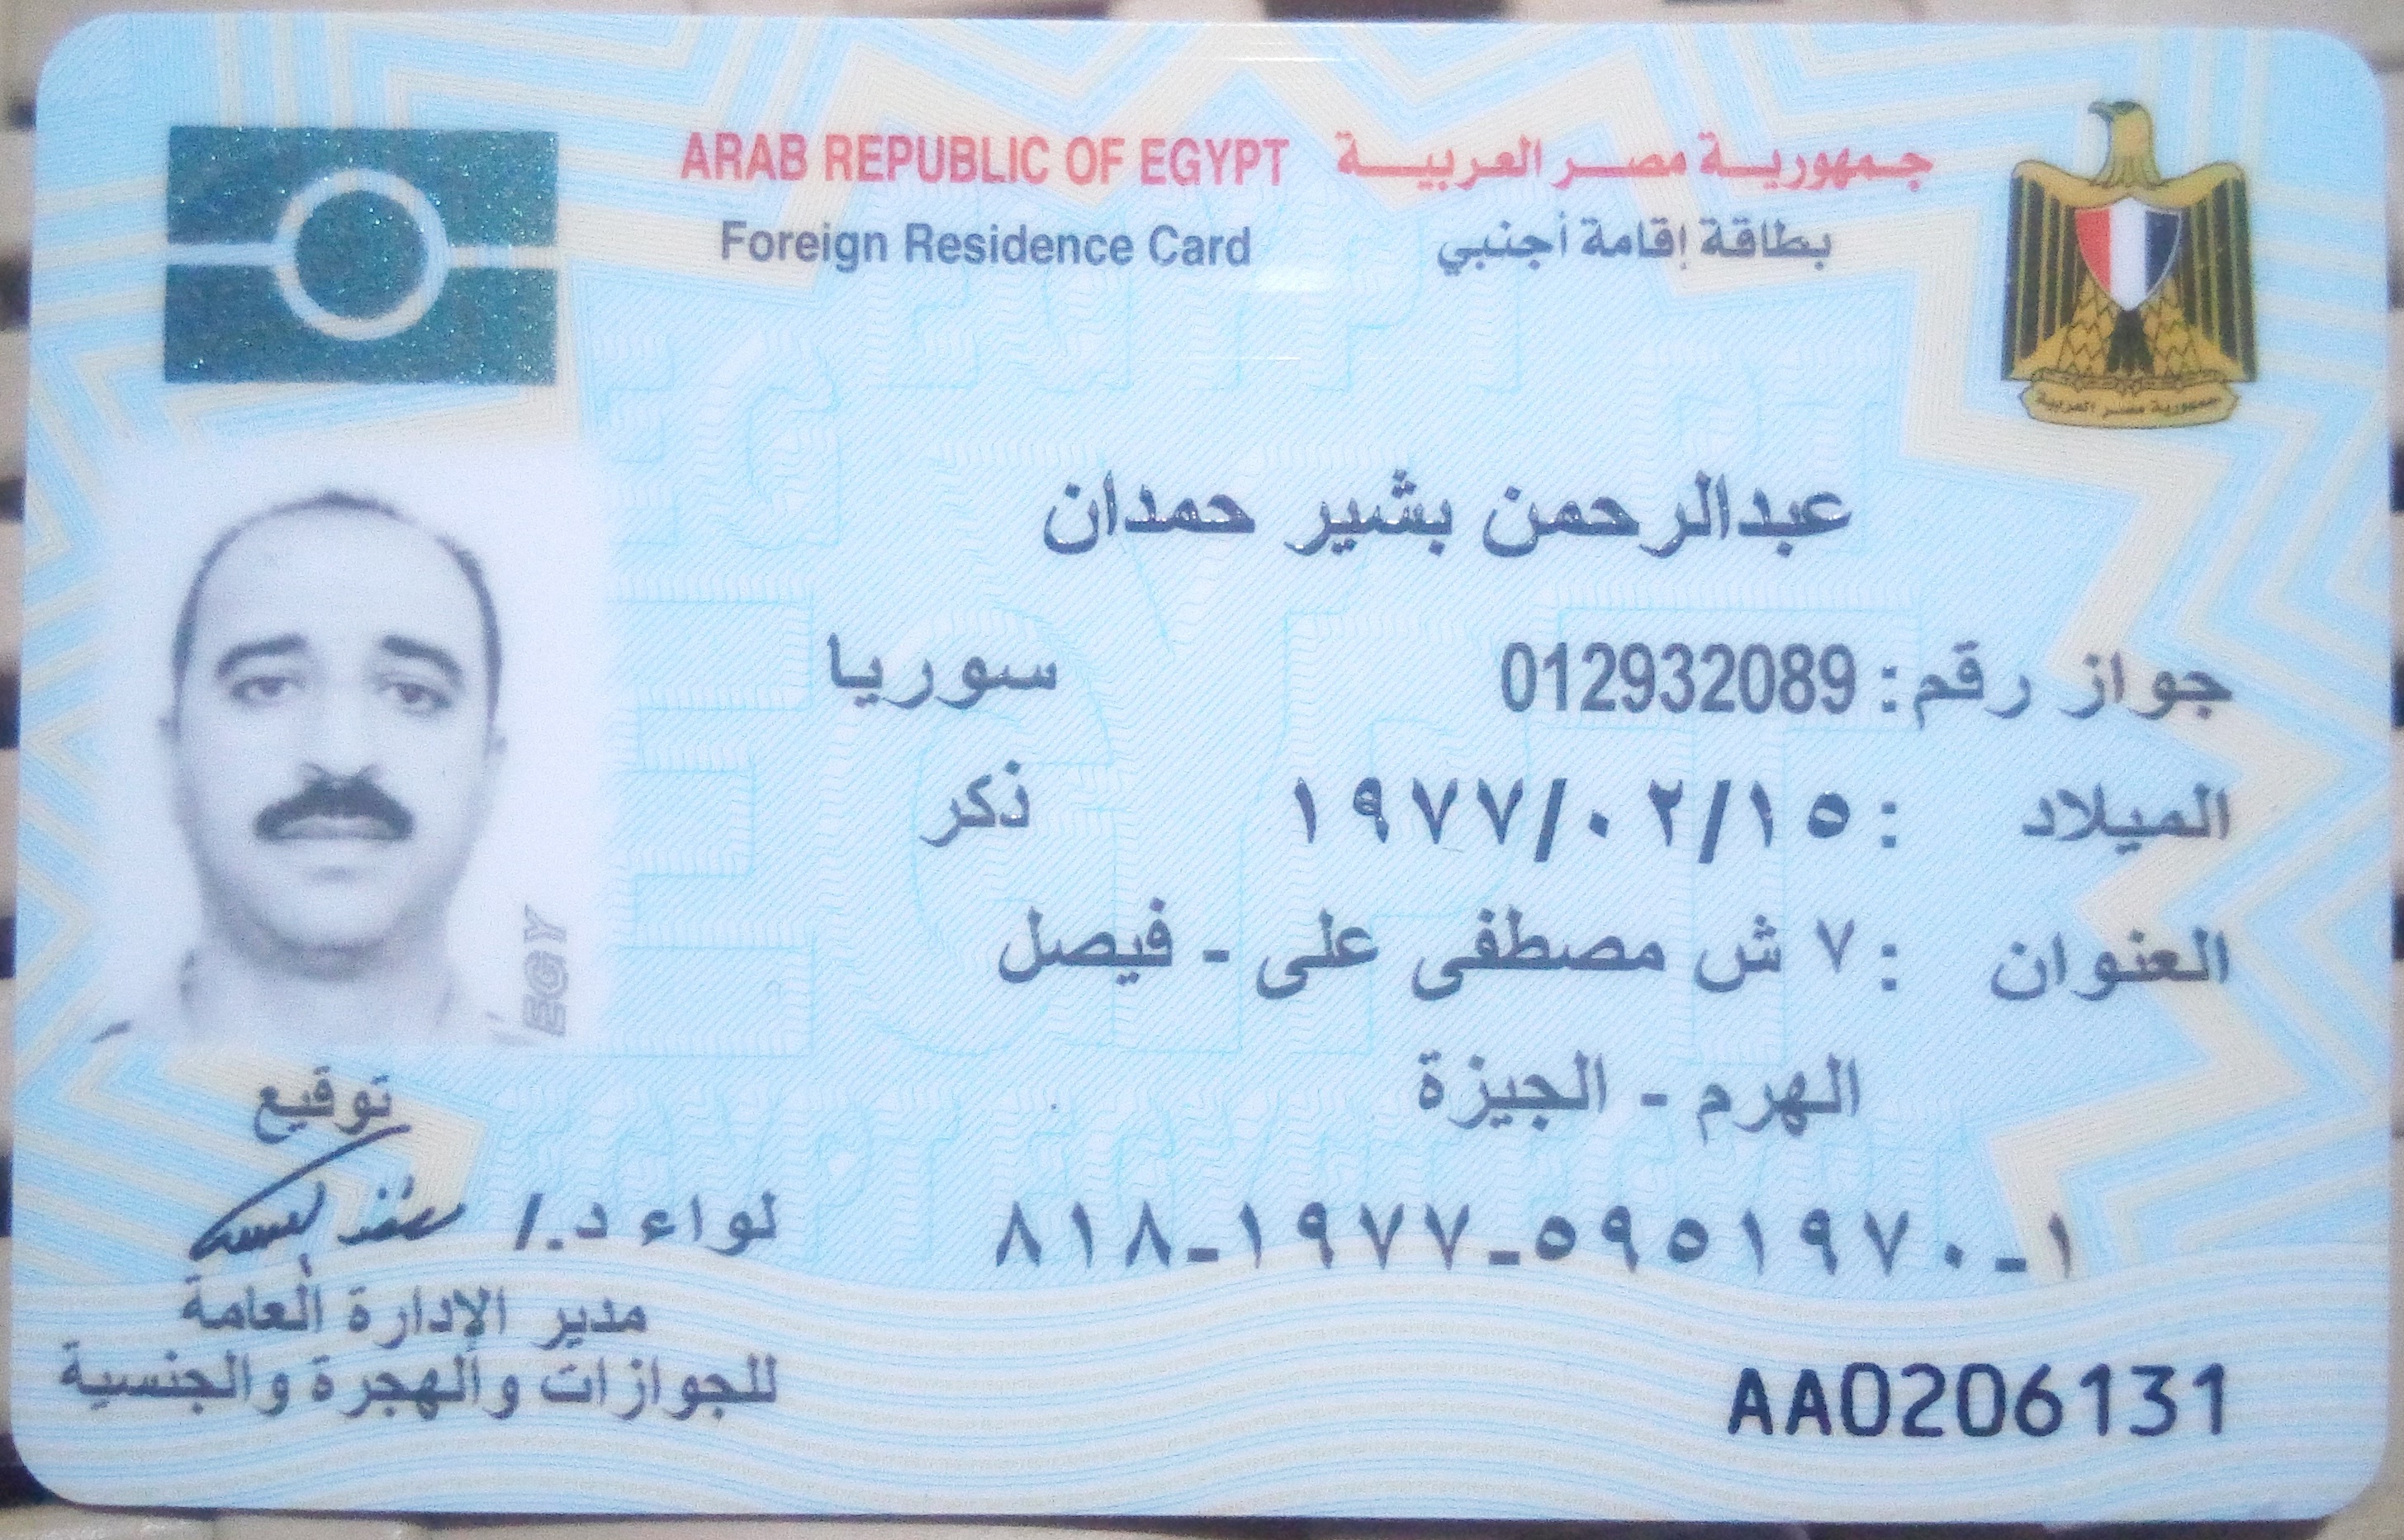 ARAB REPUBLIC OF EGYPT جمهورية مصر العربية
Foreign Residence Card بطاقة إقامة أجنبي
جمهورية مصر العربية
عبدالرحمن بشير حمدان
جواز رقم : 012932089 سوريا
الميلاد : ١٩٧٧/٠٢/١٥ ذكر
العنوان : ٧ ش مصطفى على - فيصل
الهرم - الجيزة
EGY
توقيع
لواء د./
٨١٨-١٩٧٧-٥٩٥١٩٧٠-١
مدير الإدارة العامة
للجوازات والهجرة والجنسية
AA0206131